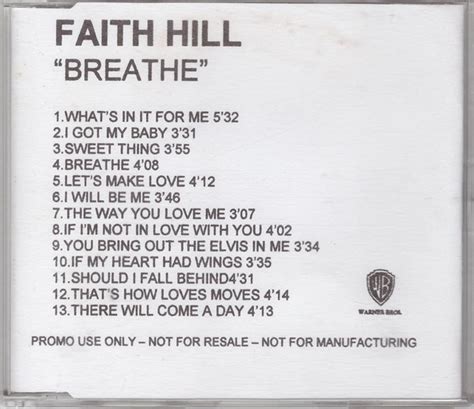 FAITH HILL
“BREATHE”
1.WHAT'S IN IT FOR ME 5'32
2.I GOT MY BABY 3'31
3.SWEET THING 3'55
4.BREATHE 4'08
5.LET'S MAKE LOVE 4'12
6.I WILL BE ME 3'46
7.THE WAY YOU LOVE ME 3'07
8.IF I'M NOT IN LOVE WITH YOU 4'02
9.YOU BRING OUT THE ELVIS IN ME 3'34
10.IF MY HEART HAD WINGS 3'35
11.SHOULD I FALL BEHIND4'31
12.THAT'S HOW LOVES MOVES 4'14
13.THERE WILL COME A DAY 4'13
WB
WARNER BROS.
PROMO USE ONLY – NOT FOR RESALE – NOT FOR MANUFACTURING